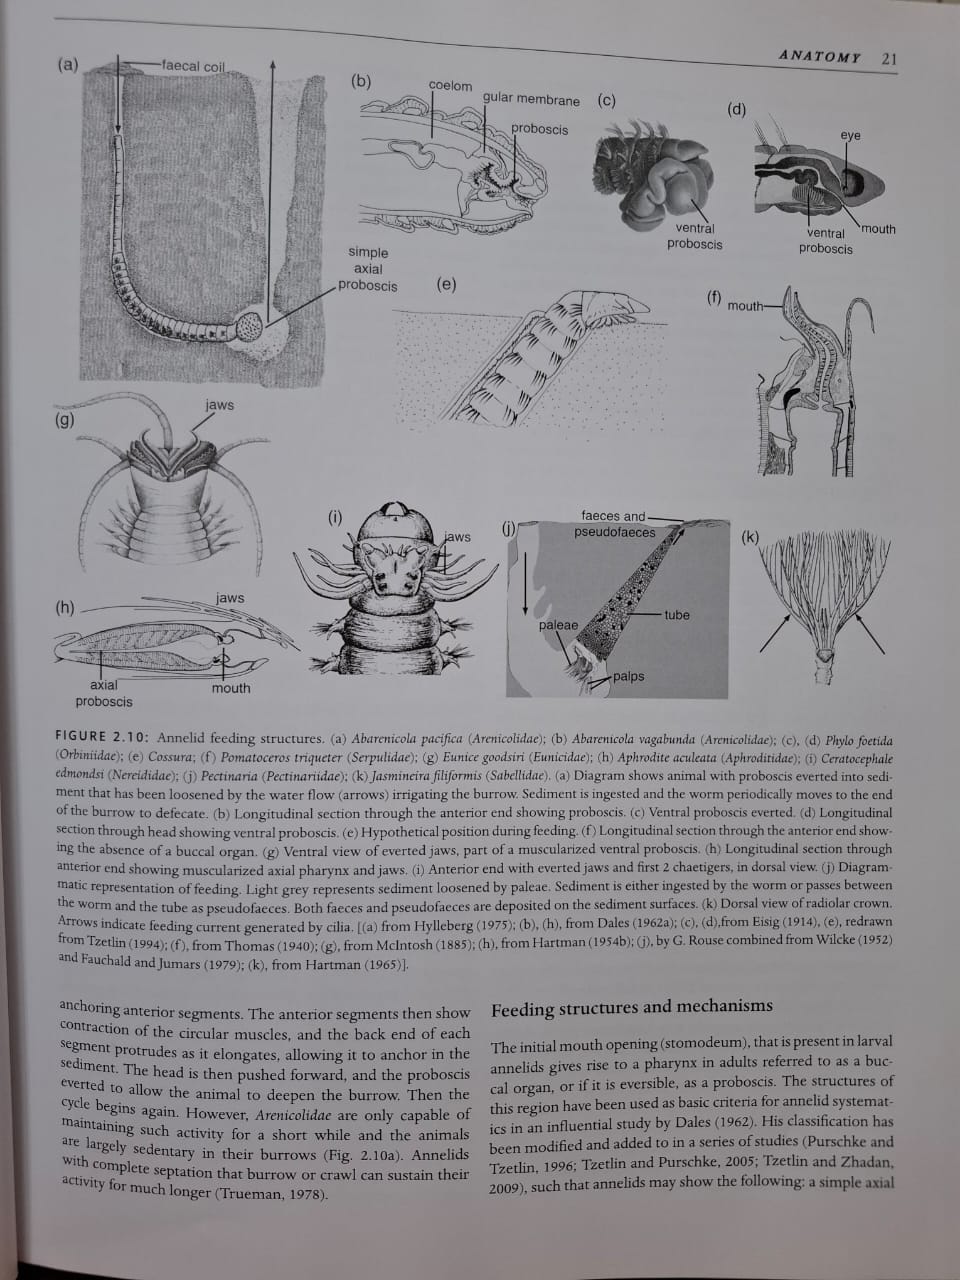 ANATOMY 21
(a)
faecal coil
(b)
coelom
gular membrane
proboscis
(c)
ventral
proboscis
(d)
eye
ventral
proboscis
mouth
simple
axial
proboscis
(e)
(f)
mouth
(g)
jaws
(h)
jaws
axial
proboscis
mouth
(i)
jaws
(j)
faeces and
pseudofaeces
tube
paleae
palps
(k)
FIGURE 2.10: Annelid feeding structures. (a) Abarenicola pacifica (Arenicolidae); (b) Abarenicola vagabunda (Arenicolidae); (c), (d) Phylo foetida
(Orbiniidae); (e) Cossura; (f) Pomatoceros triqueter (Serpulidae); (g) Eunice goodsiri (Eunicidae); (h) Aphrodite aculeata (Aphroditidae); (i) Ceratocephale
edmondsi (Nereididae); (j) Pectinaria (Pectinariidae); (k) Jasmineira filiformis (Sabellidae). (a) Diagram shows animal with proboscis everted into sedi-
ment that has been loosened by the water flow (arrows) irrigating the burrow. Sediment is ingested and the worm periodically moves to the end
of the burrow to defecate. (b) Longitudinal section through the anterior end showing proboscis. (c) Ventral proboscis everted. (d) Longitudinal
section through head showing ventral proboscis. (e) Hypothetical position during feeding. (f) Longitudinal section through the anterior end show-
ing the absence of a buccal organ. (g) Ventral view of everted jaws, part of a muscularized ventral proboscis. (h) Longitudinal section through
anterior end showing muscularized axial pharynx and jaws. (i) Anterior end with everted jaws and first 2 chaetigers, in dorsal view. (j) Diagram-
matic representation of feeding. Light grey represents sediment loosened by paleae. Sediment is either ingested by the worm or passes between
the worm and the tube as pseudofaeces. Both faeces and pseudofaeces are deposited on the sediment surfaces. (k) Dorsal view of radiolar crown.
Arrows indicate feeding current generated by cilia. [(a) from Hylleberg (1975); (b), (h), from Dales (1962a); (c), (d),from Eisig (1914), (e), redrawn
from Tzetlin (1994); (f), from Thomas (1940); (g), from McIntosh (1885); (h), from Hartman (1954b); (j), by G. Rouse combined from Wilcke (1952)
and Fauchald and Jumars (1979); (k), from Hartman (1965)].
anchoring anterior segments. The anterior segments then show
contraction of the circular muscles, and the back end of each
segment protrudes as it elongates, allowing it to anchor in the
sediment. The head is then pushed forward, and the proboscis
everted to allow the animal to deepen the burrow. Then the
cycle begins again. However, Arenicolidae are only capable of
maintaining such activity for a short while and the animals
are largely sedentary in their burrows (Fig. 2.10a). Annelids
with complete septation that burrow or crawl can sustain their
activity for much longer (Trueman, 1978).
Feeding structures and mechanisms
The initial mouth opening (stomodeum), that is present in larval
annelids gives rise to a pharynx in adults referred to as a buc-
cal organ, or if it is eversible, as a proboscis. The structures of
this region have been used as basic criteria for annelid systemat-
ics in an influential study by Dales (1962). His classification has
been modified and added to in a series of studies (Purschke and
Tzetlin, 1996; Tzetlin and Purschke, 2005; Tzetlin and Zhadan,
2009), such that annelids may show the following: a simple axial